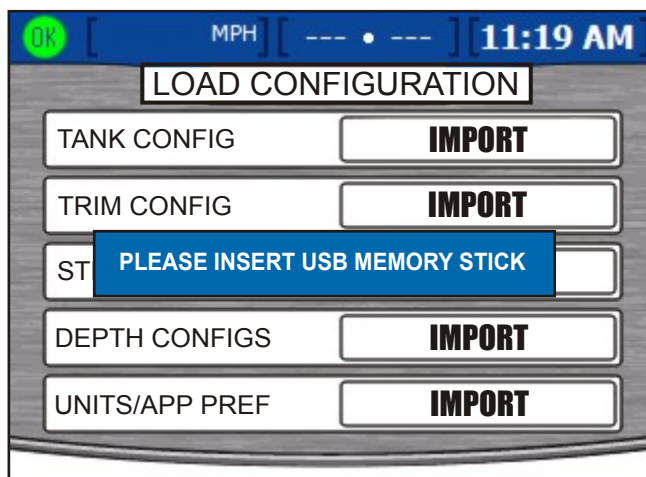 OK [ MPH ] [ --- • --- ] [ 11:19 AM ]
LOAD CONFIGURATION
TANK CONFIG IMPORT
TRIM CONFIG IMPORT
PLEASE INSERT USB MEMORY STICK
DEPTH CONFIGS IMPORT
UNITS/APP PREF IMPORT